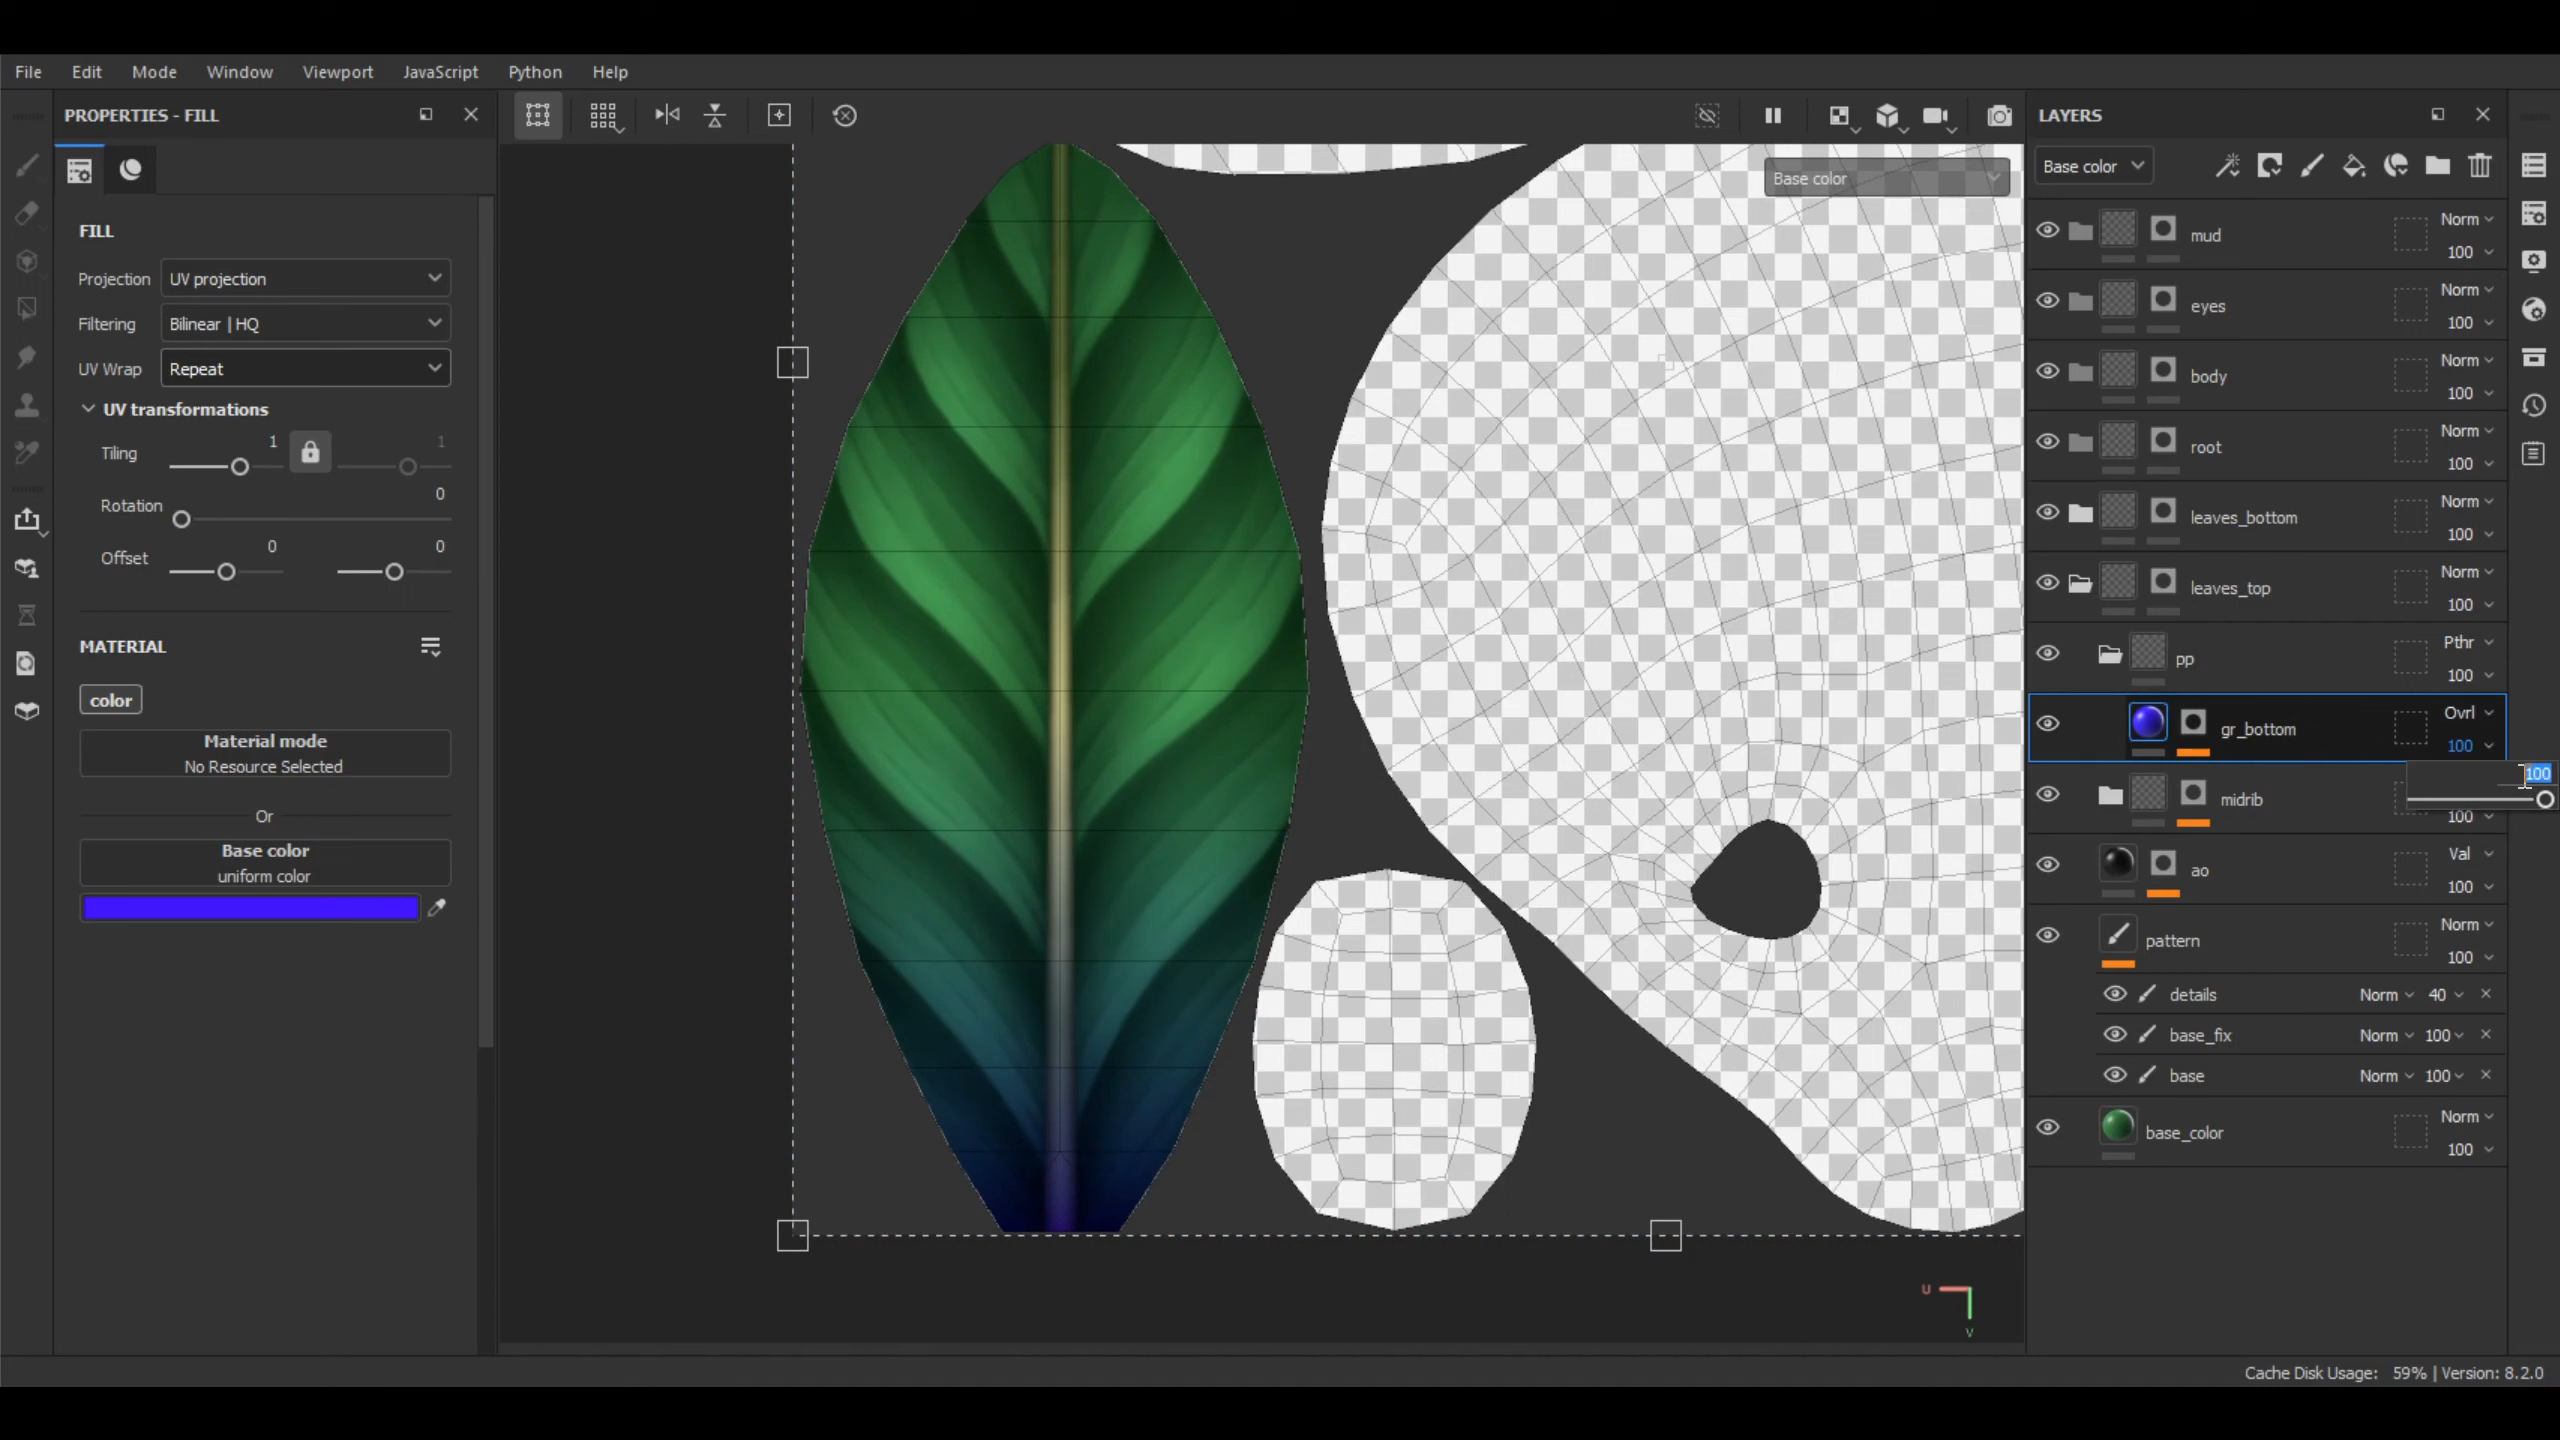 File Edit Mode Window Viewport JavaScript Python Help
PROPERTIES - FILL
FILL
Projection UV projection
Filtering Bilinear | HQ
UV Wrap Repeat
UV transformations
Tiling 1 1
Rotation 0
Offset 0 0
MATERIAL
color
Material mode
No Resource Selected
Or
Base color
uniform color
Base color
U
V
LAYERS
Base color
mud Norm
100
eyes Norm
100
body Norm
100
root Norm
100
leaves_bottom Norm
100
leaves_top Norm
100
pp Pthr
100
gr_bottom Ovrl
100
100
midrib
100
ao Val
100
pattern Norm
100
details Norm 40
base_fix Norm 100
base Norm 100
base_color Norm
100
Cache Disk Usage: 59% | Version: 8.2.0